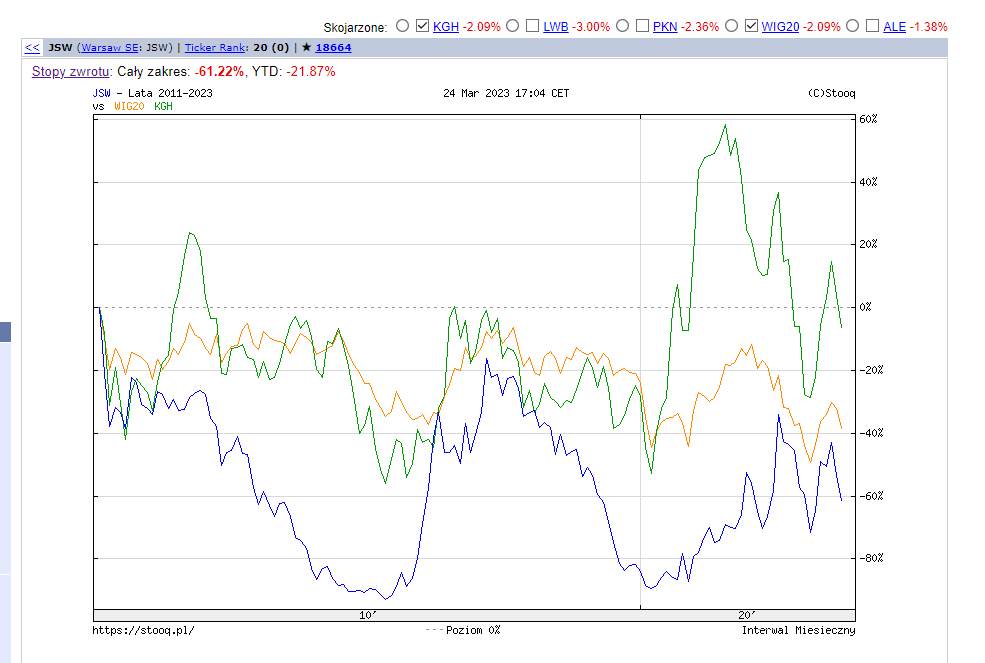 Skojarzone: KGH -2.09% LWB -3.00% PKN -2.36% WIG20 -2.09% ALE -1.38%
<< JSW (Warsaw SE: JSW) | Ticker Rank: 20 (0) | ★ 18664
Stopy zwrotu: Cały zakres: -61.22%, YTD: -21.87%
JSW - Lata 2011-2023 24 Mar 2023 17:04 CET (C)Stooq
vs WIG20 KGH
60%
40%
20%
0%
-20%
-40%
-60%
-80%
10' 20'
https://stooq.pl/ ---Poziom 0% Interwał Miesięczny